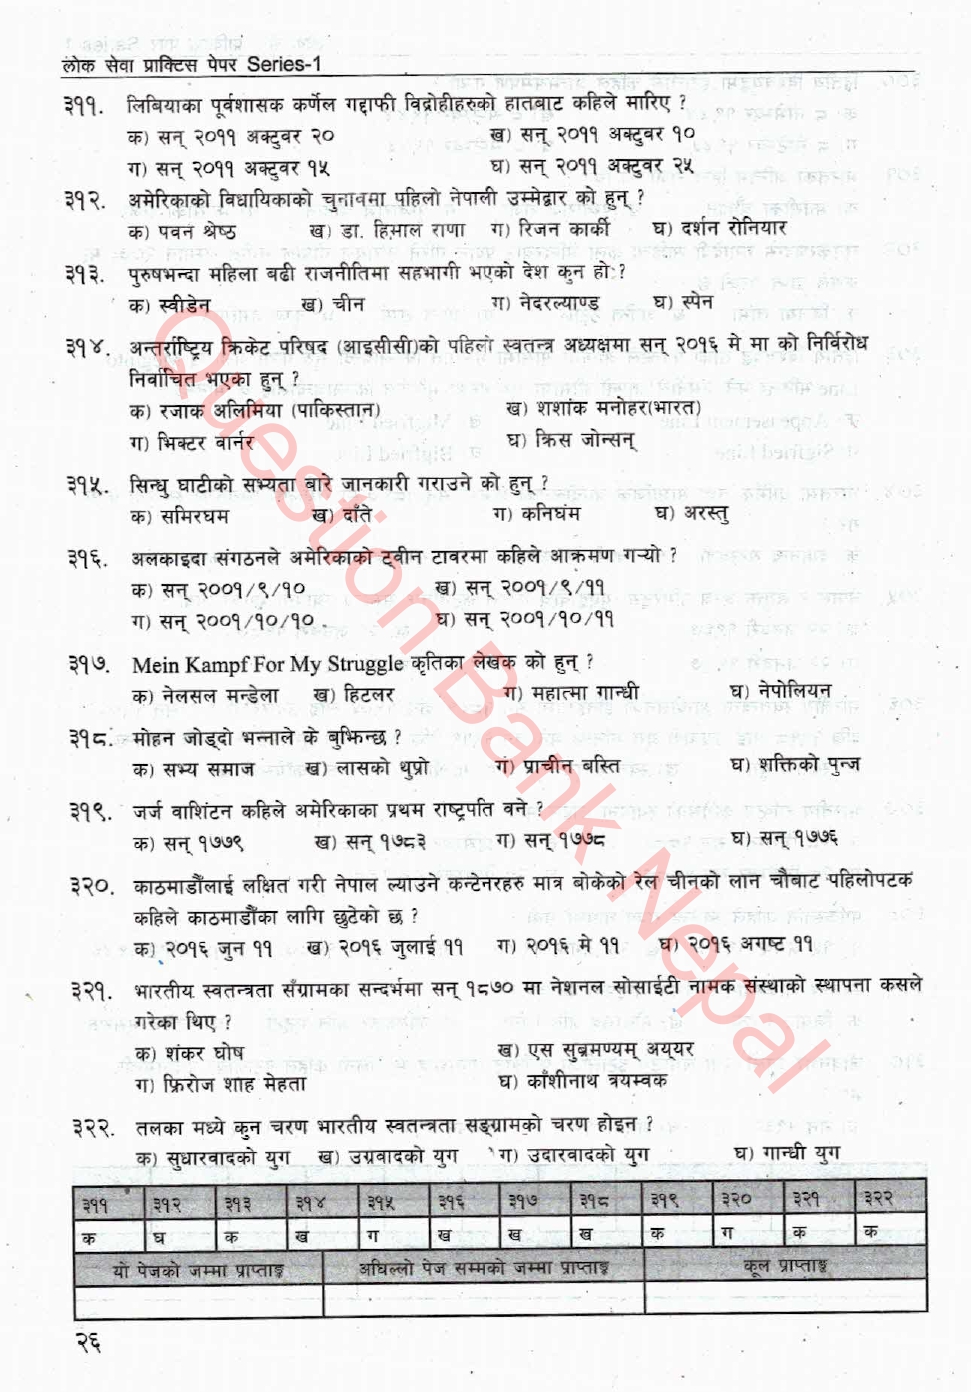 लोक सेवा प्राक्टिस पेपर Series-1
३११. लिबियाका पूर्वशासक कर्णेल गद्दाफी विद्रोहीहरुको हातबाट कहिले मारिए ?
क) सन् २०११ अक्टुवर २० ख) सन् २०११ अक्टुवर १०
ग) सन् २०११ अक्टुवर १५ घ) सन् २०११ अक्टुवर २५
३१२. अमेरिकाको विधायिकाको चुनावमा पहिलो नेपाली उम्मेद्वार को हुन् ?
क) पवन श्रेष्ठ ख) डा. हिमाल राणा ग) रिजन कार्की घ) दर्शन रोनियार
३१३. पुरुषभन्दा महिला बढी राजनीतिमा सहभागी भएको देश कुन हो ?
क) स्वीडेन ख) चीन ग) नेदरल्याण्ड घ) स्पेन
३१४. अन्तर्राष्ट्रिय क्रिकेट परिषद (आइसीसी)को पहिलो स्वतन्त्र अध्यक्षमा सन् २०१६ मे मा को निर्विरोध
निर्वाचित भएका हुन् ?
क) रजाक अलिमिया (पाकिस्तान) ख) शशांक मनोहर(भारत)
ग) भिक्टर वार्नर घ) क्रिस जोन्सन्
३१५. सिन्धु घाटीको सभ्यता बारे जानकारी गराउने को हुन् ?
क) समिरघम ख) दाँते ग) कनिघंम घ) अरस्तु
३१६. अलकाइदा संगठनले अमेरिकाको ट्वीन टावरमा कहिले आक्रमण गऱ्यो ?
क) सन् २००१/९/१० ख) सन् २००१/९/११
ग) सन् २००१/१०/१० घ) सन् २००१/१०/११
३१७. Mein Kampf For My Struggle कृतिका लेखक को हुन् ?
क) नेलसल मन्डेला ख) हिटलर ग) महात्मा गान्धी घ) नेपोलियन
३१८. मोहन जोड्दो भन्नाले के बुझिन्छ ?
क) सभ्य समाज ख) लासको थुप्रो ग) प्राचीन बस्ति घ) शक्तिको पुन्ज
३१९. जर्ज वाशिंटन कहिले अमेरिकाका प्रथम राष्ट्रपति वने ?
क) सन् १७७९ ख) सन् १७८३ ग) सन् १७७८ घ) सन् १७७६
३२०. काठमाडौंलाई लक्षित गरी नेपाल ल्याउने कन्टेनरहरु मात्र बोकेको रेल चीनको लान चौबाट पहिलोपटक
कहिले काठमाडौंका लागि छुटेको छ ?
क) २०१६ जुन ११ ख) २०१६ जुलाई ११ ग) २०१६ मे ११ घ) २०१६ अगष्ट ११
३२१. भारतीय स्वतन्त्रता सँग्रामका सन्दर्भमा सन् १८७० मा नेशनल सोसाईटी नामक संस्थाको स्थापना कसले
गरेका थिए ?
क) शंकर घोष ख) एस सुब्रमण्यम् अय्यर
ग) फ्रिरोज शाह मेहता घ) काँशीनाथ त्रयम्वक
३२२. तलका मध्ये कुन चरण भारतीय स्वतन्त्रता सङ्ग्रामको चरण होइन ?
क) सुधारवादको युग ख) उग्रवादको युग ग) उदारवादको युग घ) गान्धी युग
३११ ३१२ ३१३ ३१४ ३१५ ३१६ ३१७ ३१८ ३१९ ३२० ३२१ ३२२
क घ क ख ग ख ख ख क ग क क
यो पेजको जम्मा प्राप्ताङ्क अघिल्लो पेज सम्मको जम्मा प्राप्ताङ्क कूल प्राप्ताङ्क
२६
Question Bank Nepal